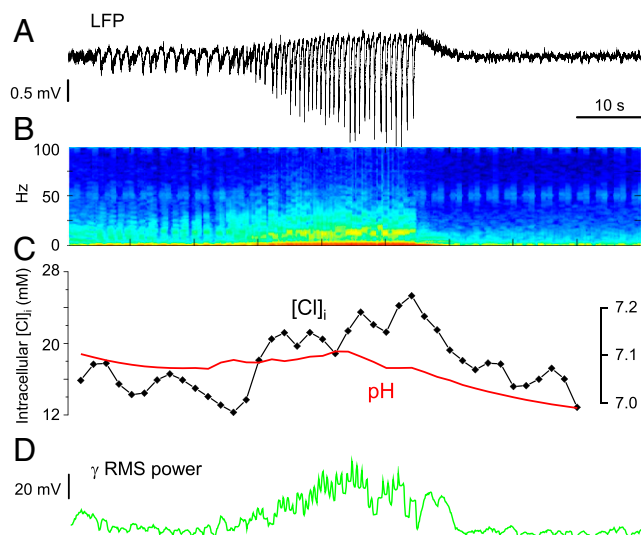 A
LFP
0.5 mV
10 s
B
100
Hz
50
0
C
28
Intracellular [Cl]i (mM)
20
12
[Cl]i
pH
7.2
7.1
7.0
D
γ RMS power
20 mV